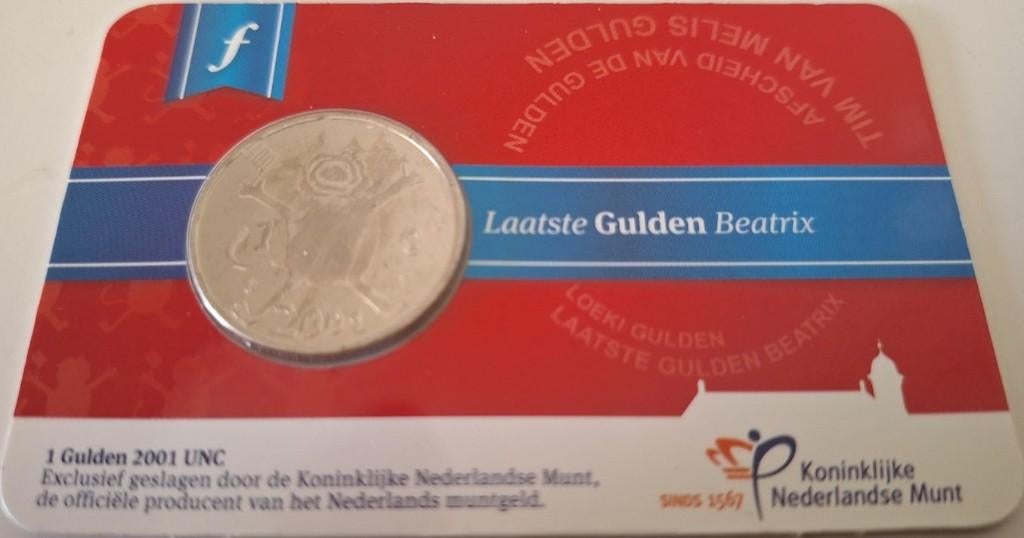 f
TIM VAN MELIS GULDEN
AFSCHEID VAN DE GULDEN
Laatste Gulden Beatrix
LOEKI GULDEN
LAATSTE GULDEN BEATRIX
1 Gulden 2001 UNC
Exclusief geslagen door de Koninklijke Nederlandse Munt,
de officiële producent van het Nederlands muntgeld.
SINDS 1567
Koninklijke
Nederlandse Munt
1 G
2001